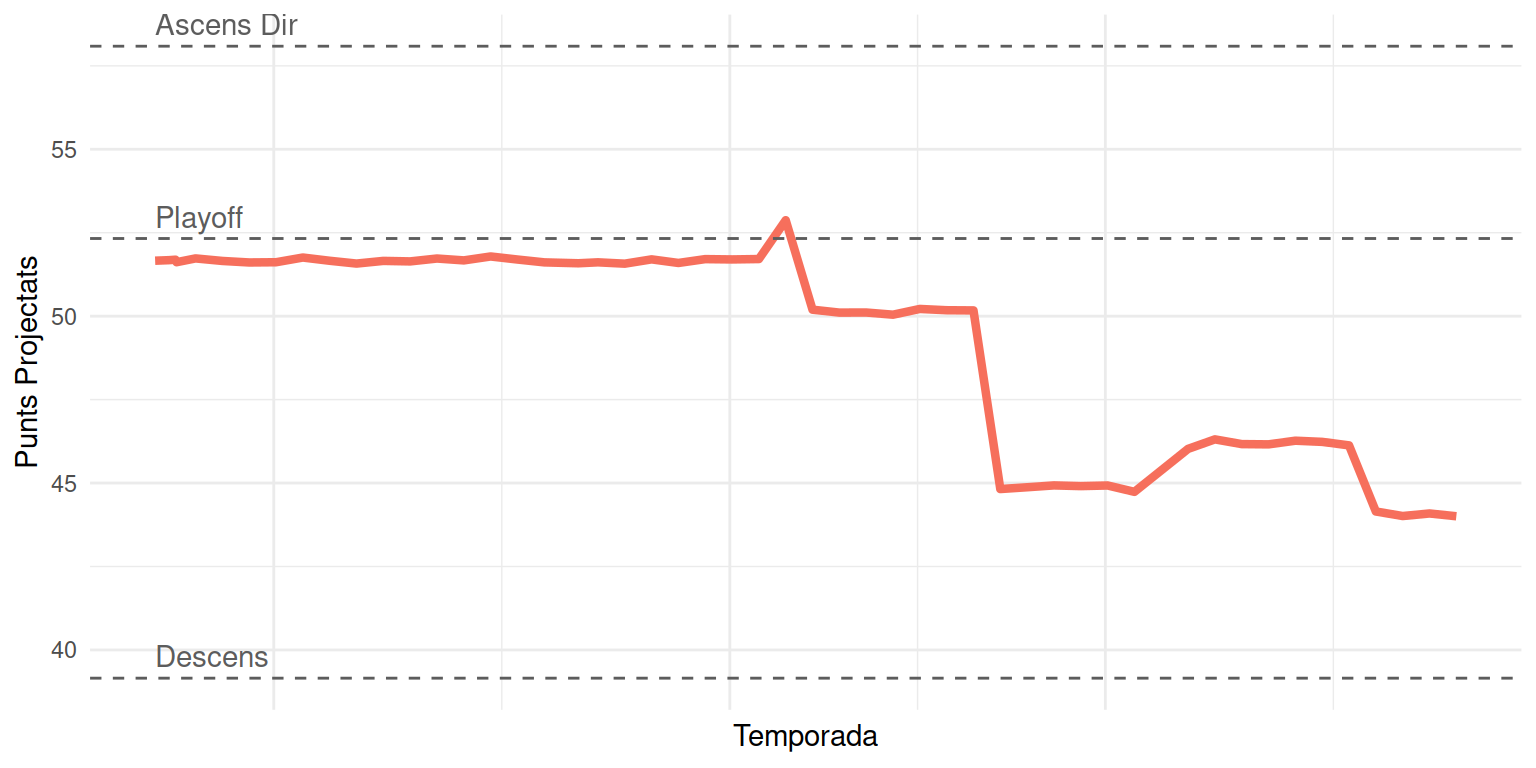 Ascens Dir
55
Playoff
50
45
40
Descens
Punts Projectats
Temporada